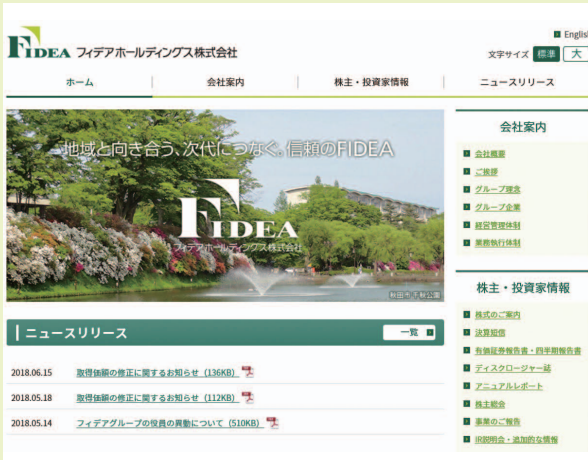 English
FIDEA フィデアホールディングス株式会社
文字サイズ 標準 大
ホーム 会社案内 株主・投資家情報 ニュースリリース
地域と向き合う、次代につなぐ。信頼のFIDEA
FIDEA
フィデアホールディングス株式会社
秋田市千秋公園
会社案内
会社概要
ご挨拶
グループ理念
グループ企業
経営管理体制
業務執行体制
株主・投資家情報
株式のご案内
決算短信
有価証券報告書・四半期報告書
ディスクロージャー誌
アニュアルレポート
株主総会
事業のご報告
IR説明会・追加的な情報
ニュースリリース 一覧
2018.06.15 取得価額の修正に関するお知らせ（136KB）
2018.05.18 取得価額の修正に関するお知らせ（112KB）
2018.05.14 フィデアグループの役員の異動について（510KB）